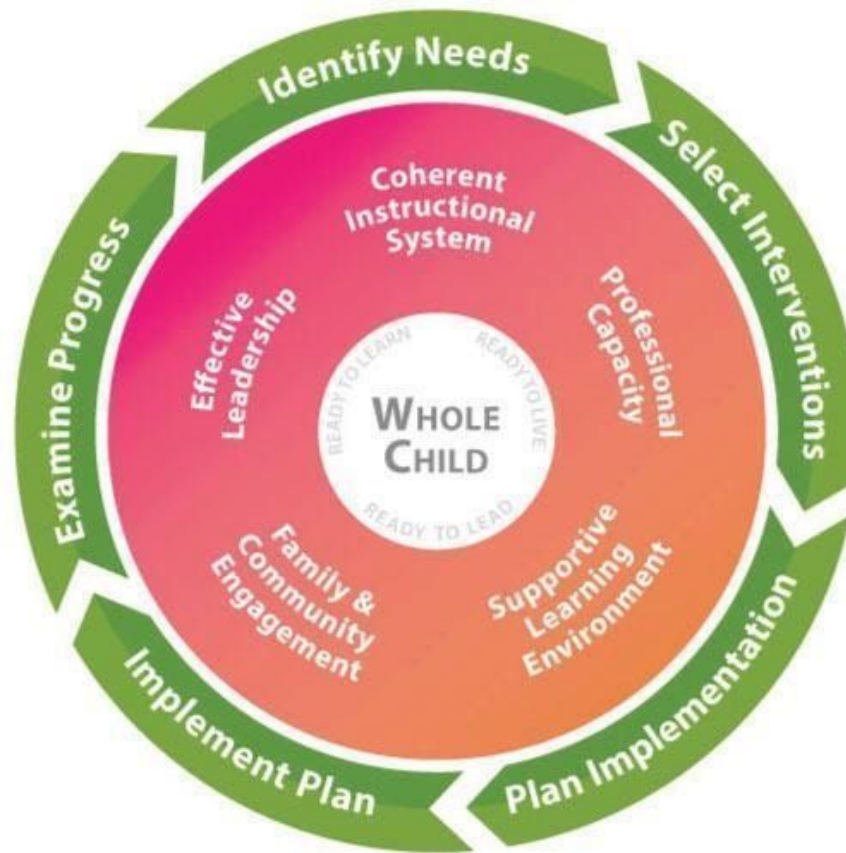 Identify Needs
Select Interventions
Plan Implementation
Implement Plan
Examine Progress
Coherent
Instructional
System
Professional
Capacity
Supportive
Learning
Environment
Family &
Community
Engagement
Effective
Leadership
READY TO LEARN
READY TO LIVE
READY TO LEAD
WHOLE
CHILD